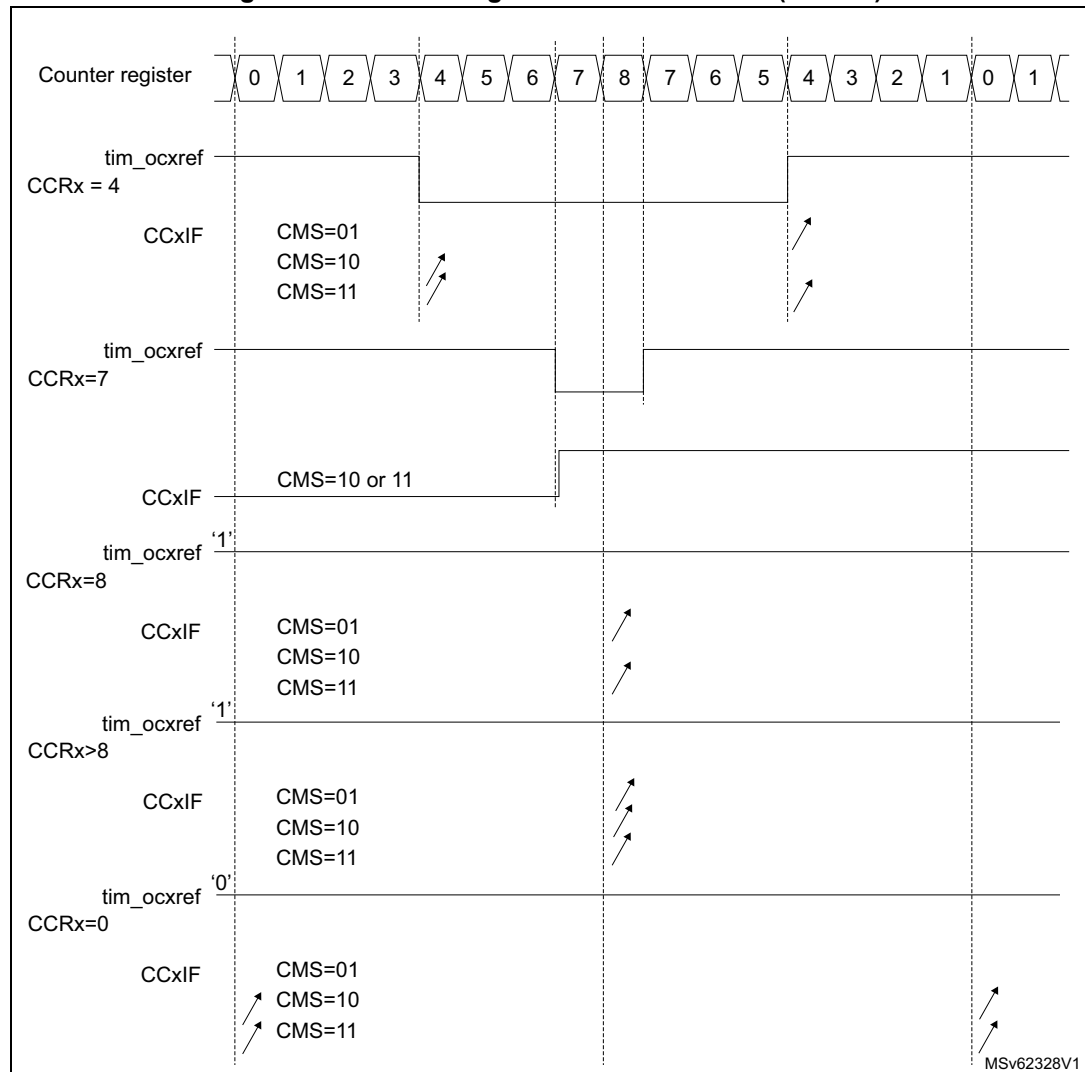 Counter register 0 1 2 3 4 5 6 7 8 7 6 5 4 3 2 1 0 1
tim_ocxref
CCRx = 4
CCxIF CMS=01
CMS=10
CMS=11
tim_ocxref
CCRx=7
CMS=10 or 11
CCxIF
tim_ocxref '1'
CCRx=8
CCxIF CMS=01
CMS=10
CMS=11
tim_ocxref '1'
CCRx>8
CCxIF CMS=01
CMS=10
CMS=11
tim_ocxref '0'
CCRx=0
CCxIF CMS=01
CMS=10
CMS=11
MSv62328V1